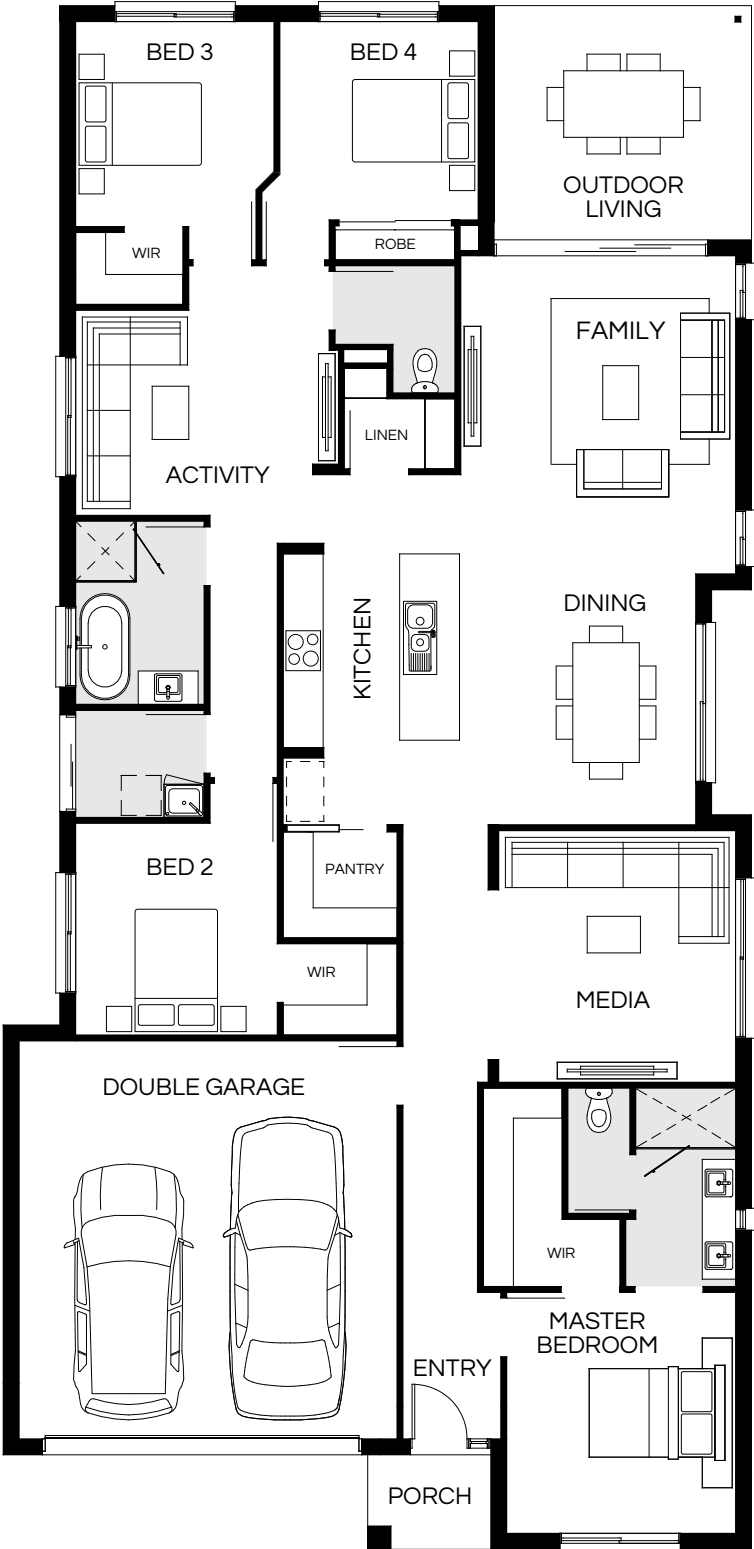 BED 3
BED 4
OUTDOOR
LIVING
WIR
ROBE
FAMILY
LINEN
ACTIVITY
KITCHEN
DINING
BED 2
PANTRY
WIR
MEDIA
DOUBLE GARAGE
WIR
MASTER
BEDROOM
ENTRY
PORCH